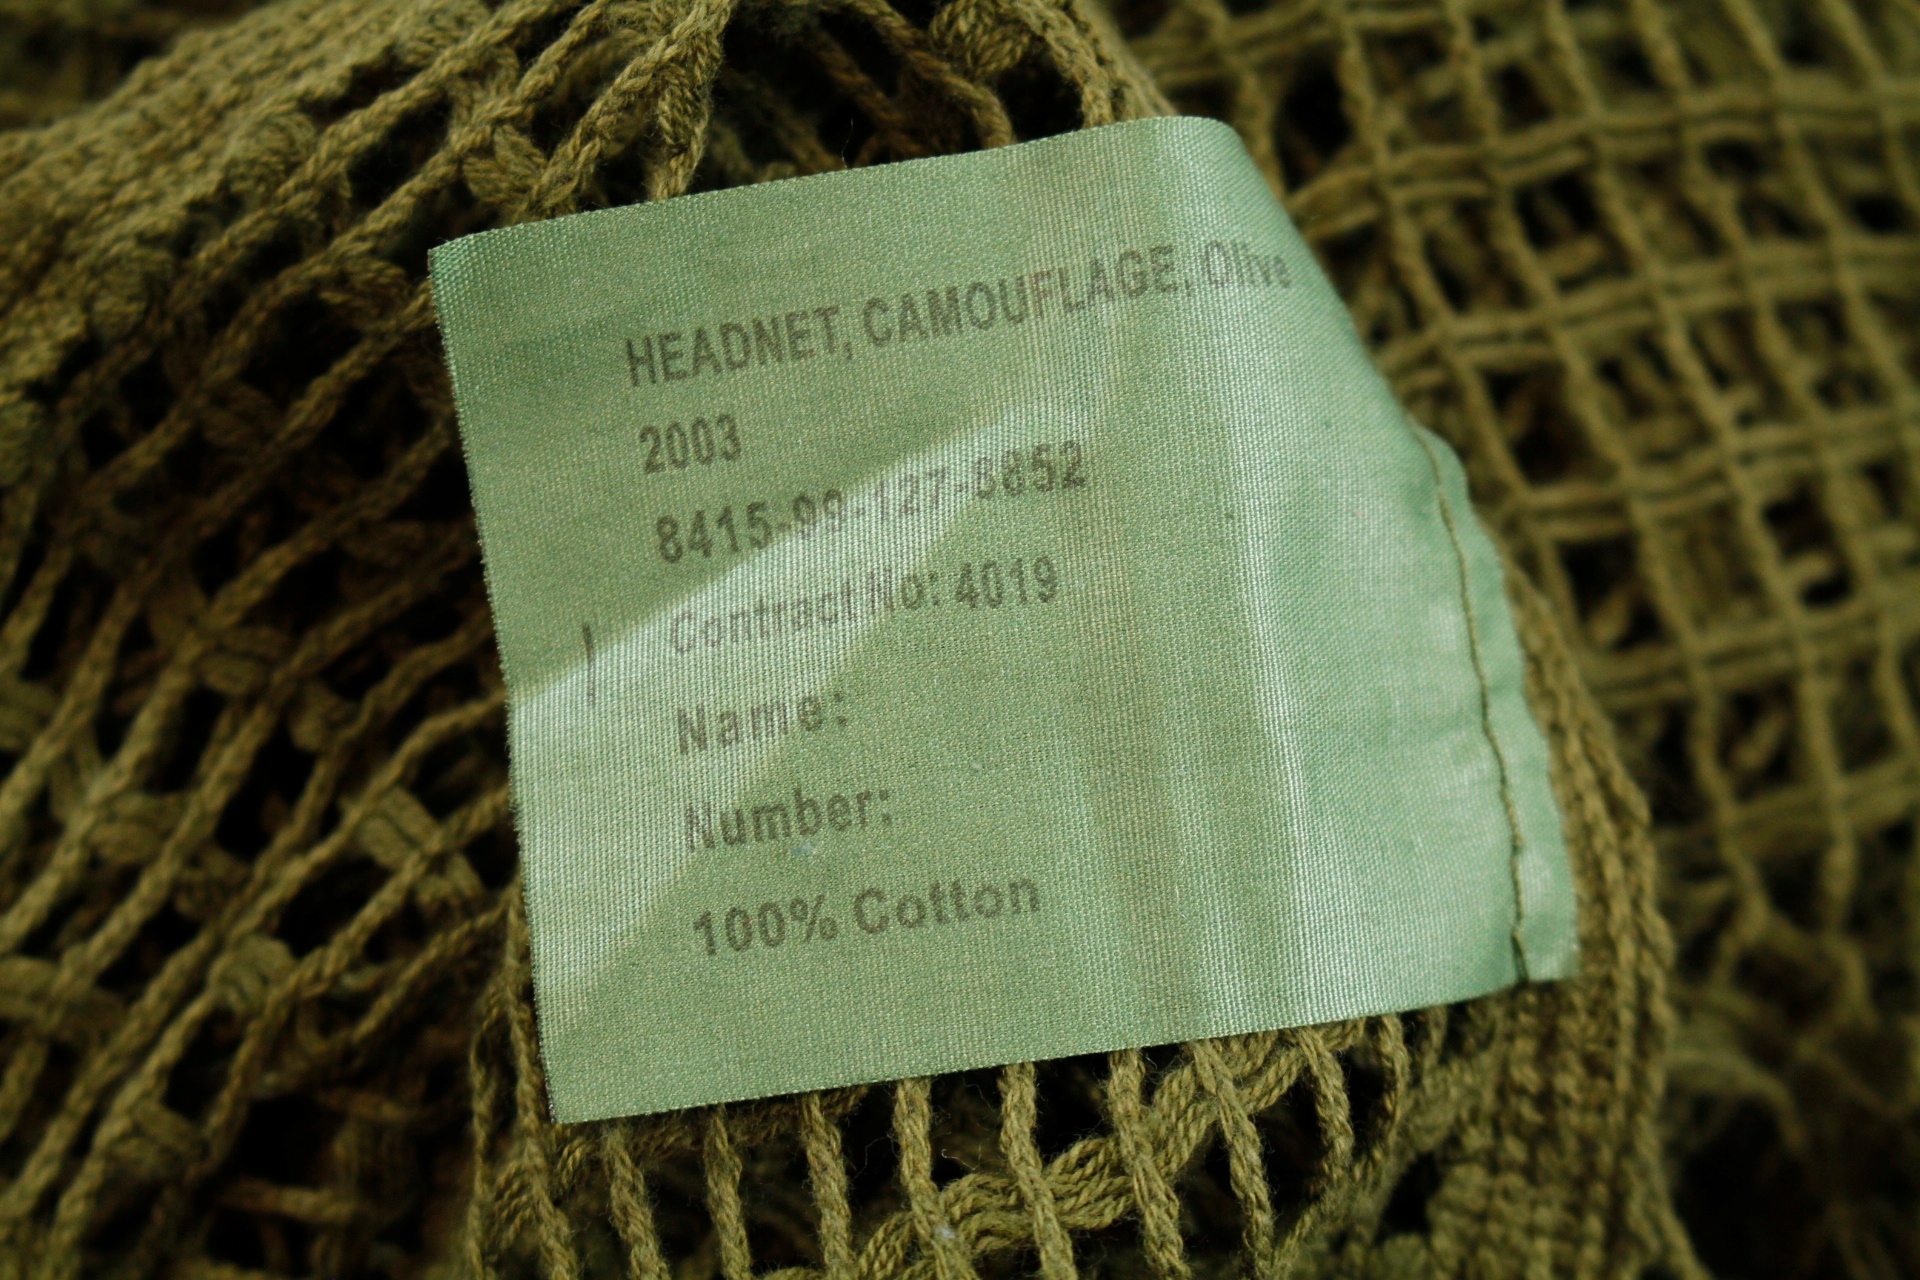 HEADNET, CAMOUFLAGE, Olive
2003
8415-99-127-8852
Contract No: 4019
Name:
Number:
100% Cotton